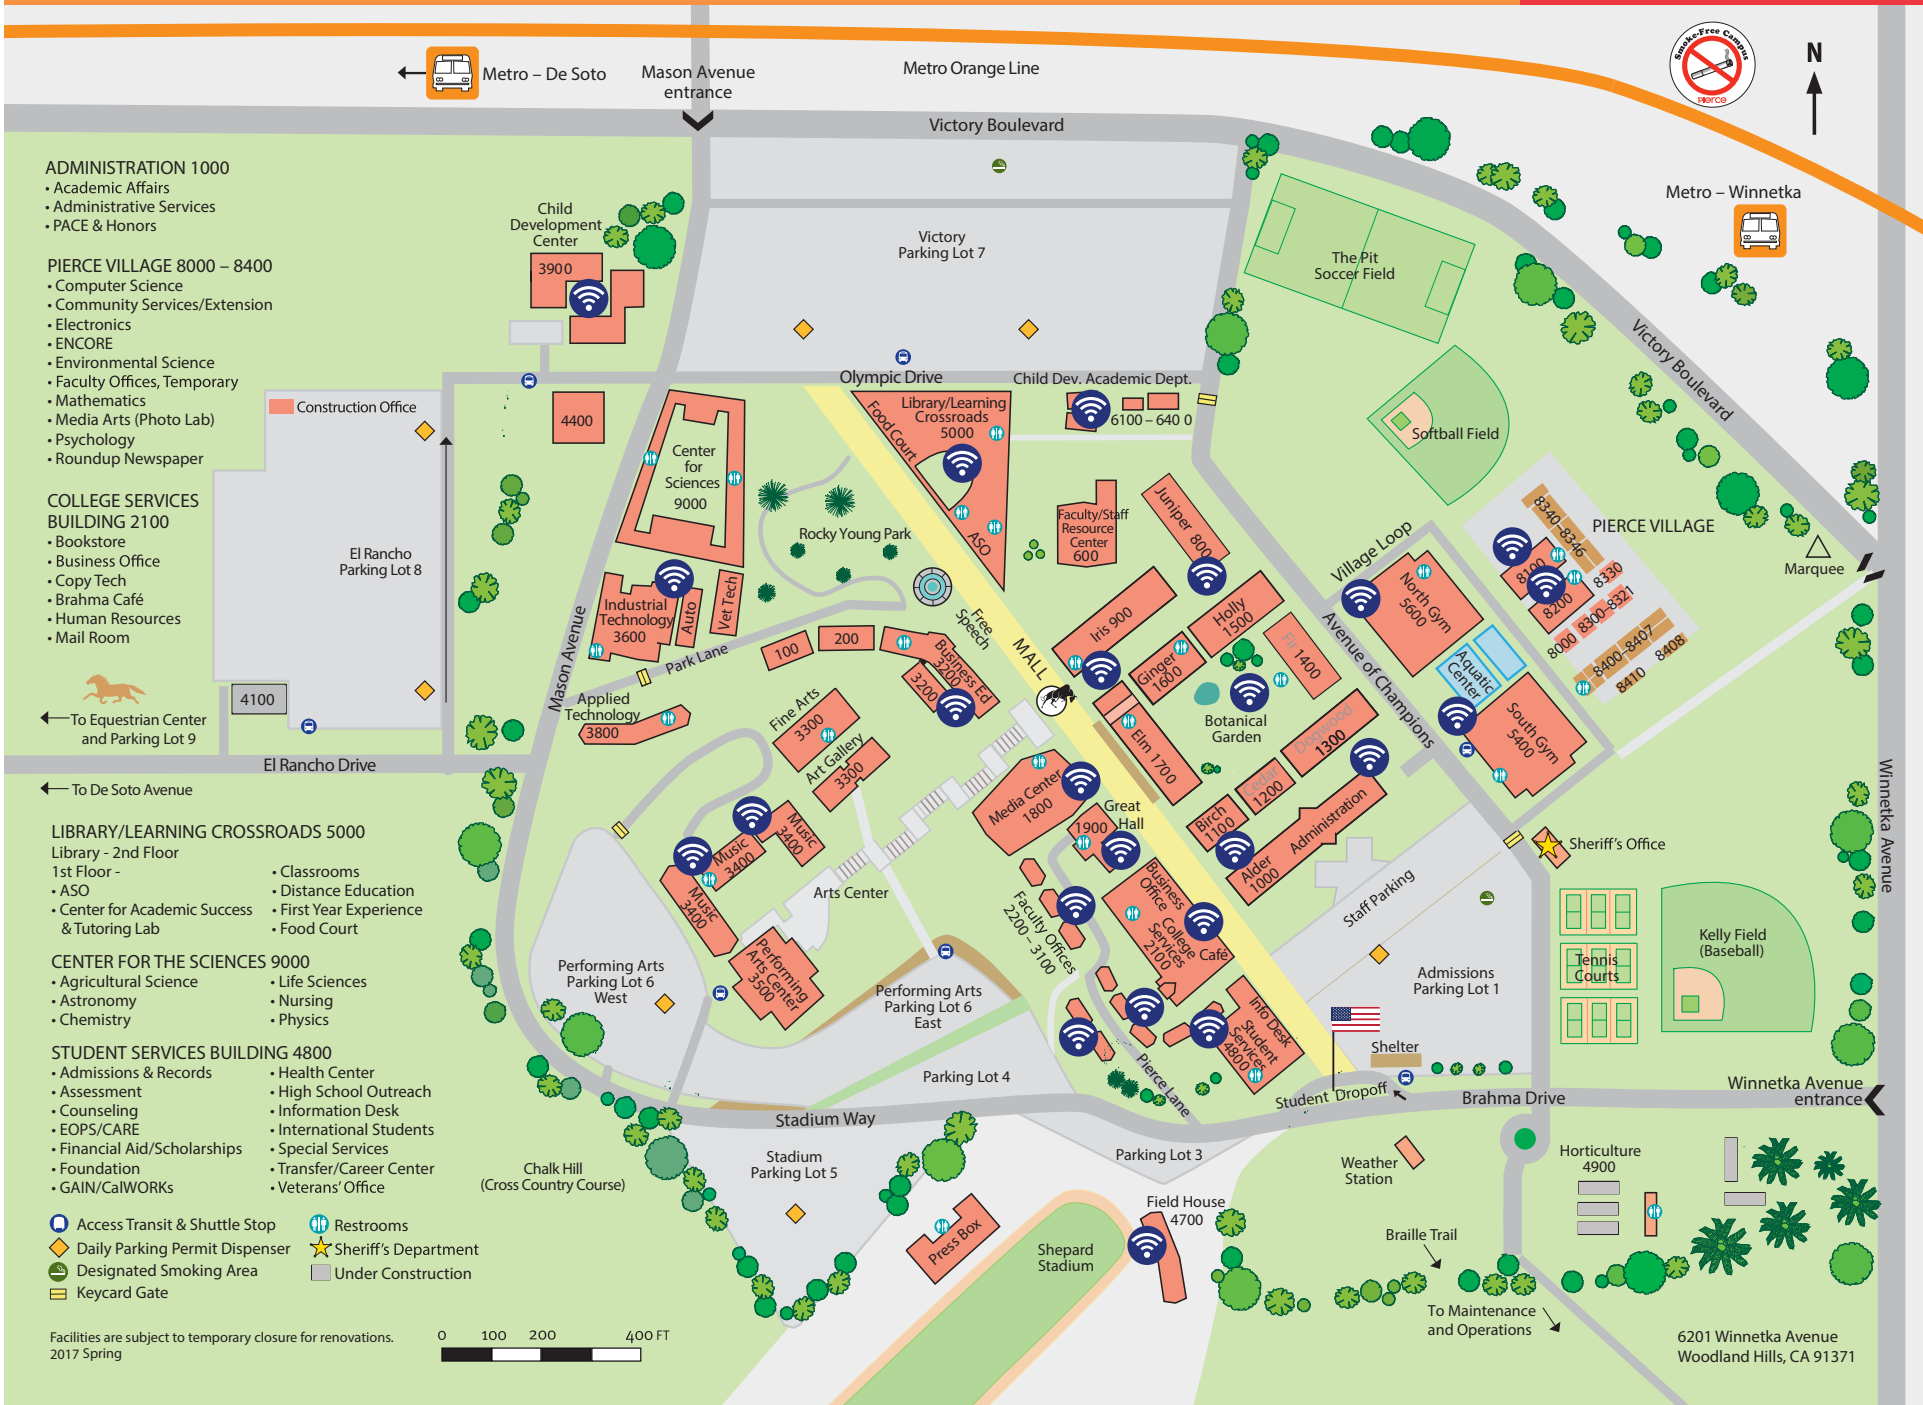 Metro – De Soto
Mason Avenue
entrance
Metro Orange Line
Smoke-Free Campus
Pierce
N
Victory Boulevard
Metro – Winnetka
ADMINISTRATION 1000
• Academic Affairs
• Administrative Services
• PACE & Honors
PIERCE VILLAGE 8000 – 8400
• Computer Science
• Community Services/Extension
• Electronics
• ENCORE
• Environmental Science
• Faculty Offices, Temporary
• Mathematics
• Media Arts (Photo Lab)
• Psychology
• Roundup Newspaper
COLLEGE SERVICES
BUILDING 2100
• Bookstore
• Business Office
• Copy Tech
• Brahma Café
• Human Resources
• Mail Room
Child
Development
Center
3900
Victory
Parking Lot 7
The Pit
Soccer Field
Victory Boulevard
Construction Office
4400
Olympic Drive
Child Dev. Academic Dept.
6100 – 640 0
Library/Learning
Crossroads
5000
Food Court
ASO
Softball Field
Center
for
Sciences
9000
El Rancho
Parking Lot 8
Rocky Young Park
Faculty/Staff
Resource
Center
600
Juniper 800
Village Loop
8340–8346
PIERCE VILLAGE
Marquee
8100
8200
8330
8300–8321
8000
8400–8407
8408
8410
North Gym
5600
Aquatic
Center
South Gym
5400
Avenue of Champions
Mason Avenue
Industrial
Technology
3600
Auto
Vet Tech
Park Lane
100
200
Business Ed
3200
3200
Free
Speech
MALL
Iris 900
Holly
1500
Ginger
1600
Fir 1400
Botanical
Garden
Dogwood
1300
Elm 1700
Cedar
1200
Birch
1100
Administration
Alder
1000
4100
To Equestrian Center
and Parking Lot 9
El Rancho Drive
To De Soto Avenue
Applied
Technology
3800
Fine Arts
3300
Art Gallery
3300
Media Center
1800
Great
Hall
1900
Music
3400
Music
3400
Music
3400
Arts Center
Performing
Arts Center
3500
Faculty Offices
2200 – 3100
Business
Office
College
Services
2100
Café
Staff Parking
Sheriff's Office
Winnetka Avenue
Kelly Field
(Baseball)
Tennis
Courts
Admissions
Parking Lot 1
LIBRARY/LEARNING CROSSROADS 5000
Library - 2nd Floor
1st Floor -
• ASO
• Center for Academic Success
& Tutoring Lab
• Classrooms
• Distance Education
• First Year Experience
• Food Court
CENTER FOR THE SCIENCES 9000
• Agricultural Science
• Astronomy
• Chemistry
• Life Sciences
• Nursing
• Physics
STUDENT SERVICES BUILDING 4800
• Admissions & Records
• Assessment
• Counseling
• EOPS/CARE
• Financial Aid/Scholarships
• Foundation
• GAIN/CalWORKs
• Health Center
• High School Outreach
• Information Desk
• International Students
• Special Services
• Transfer/Career Center
• Veterans' Office
Performing Arts
Parking Lot 6
West
Performing Arts
Parking Lot 6
East
Info Desk
Student
Services
4800
Shelter
Parking Lot 4
Pierce Lane
Student Dropoff
Brahma Drive
Winnetka Avenue
entrance
Stadium Way
Stadium
Parking Lot 5
Chalk Hill
(Cross Country Course)
Parking Lot 3
Weather
Station
Horticulture
4900
Field House
4700
Press Box
Shepard
Stadium
Braille Trail
To Maintenance
and Operations
Access Transit & Shuttle Stop
Daily Parking Permit Dispenser
Designated Smoking Area
Keycard Gate
Restrooms
Sheriff's Department
Under Construction
Facilities are subject to temporary closure for renovations.
2017 Spring
0 100 200 400 FT
6201 Winnetka Avenue
Woodland Hills, CA 91371